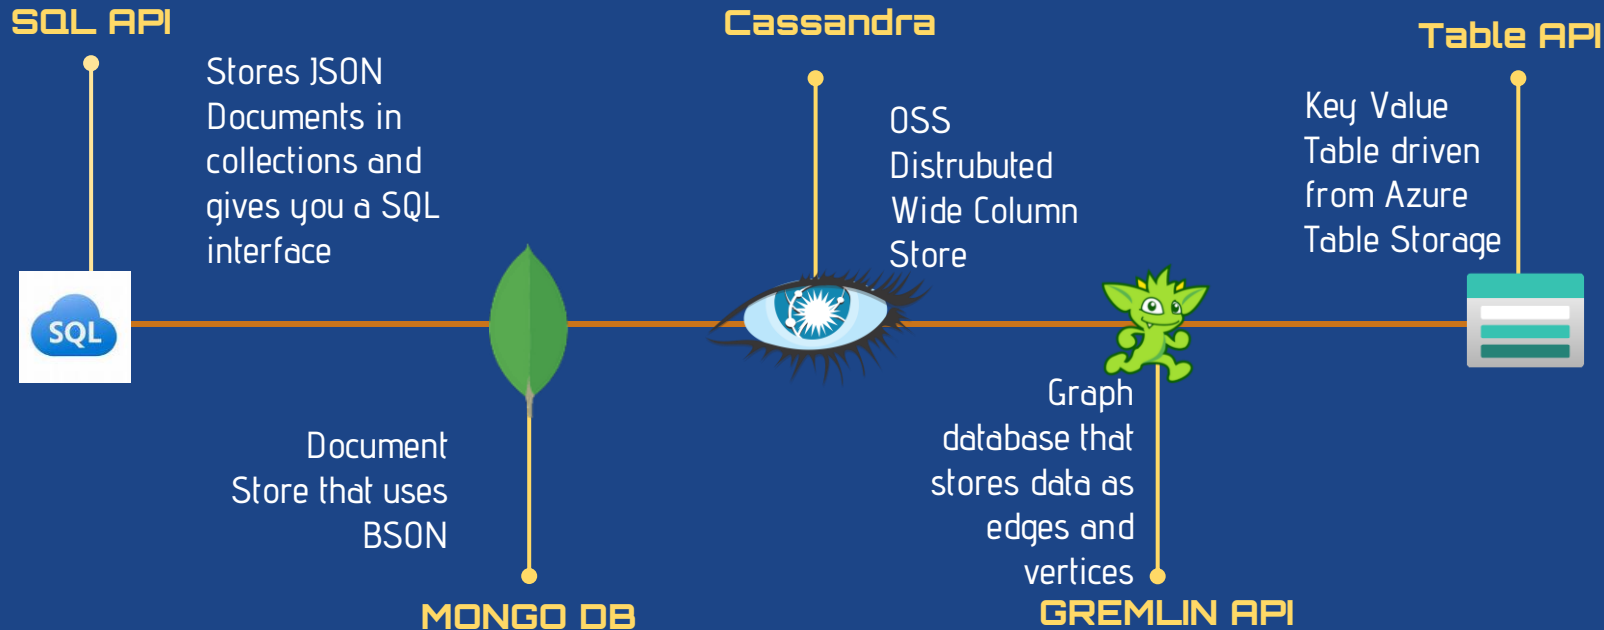 SQL API
Stores JSON
Documents in
collections and
gives you a SQL
interface
SQL
Document
Store that uses
BSON
MONGO DB
Cassandra
OSS
Distrubuted
Wide Column
Store
Graph
database that
stores data as
edges and
vertices
GREMLIN API
Table API
Key Value
Table driven
from Azure
Table Storage